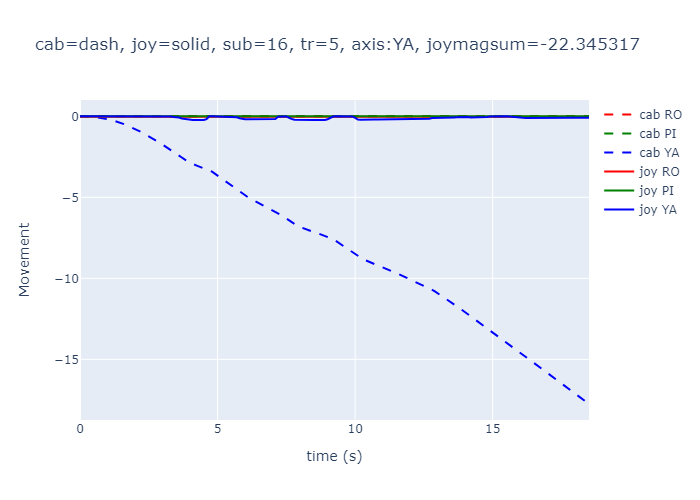 cab=dash, joy=solid, sub=16, tr=5, axis:YA, joymagsum=-22.345317
cab RO
cab PI
cab YA
joy RO
joy PI
joy YA
Movement
0
−5
−10
−15
0
5
10
15
time (s)